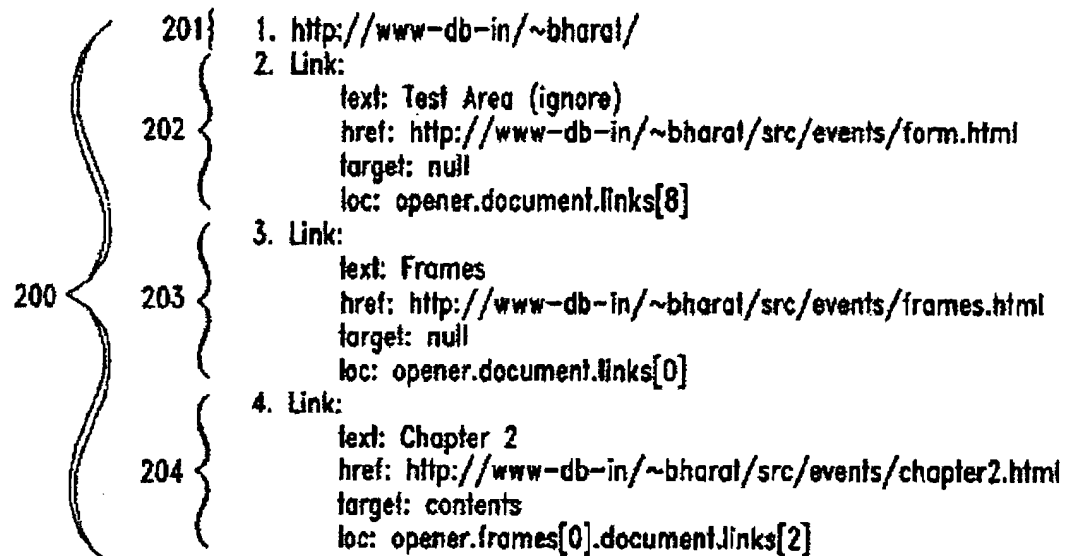 201 1. http://www-db-in/~bharat/
2. Link:
text: Test Area (ignore)
202 href: http://www-db-in/~bharat/src/events/form.html
target: null
loc: opener.document.links[8]
3. Link:
text: Frames
200 203 href: http://www-db-in/~bharat/src/events/frames.html
target: null
loc: opener.document.links[0]
4. Link:
text: Chapter 2
204 href: http://www-db-in/~bharat/src/events/chapter2.html
target: contents
loc: opener.frames[0].document.links[2]